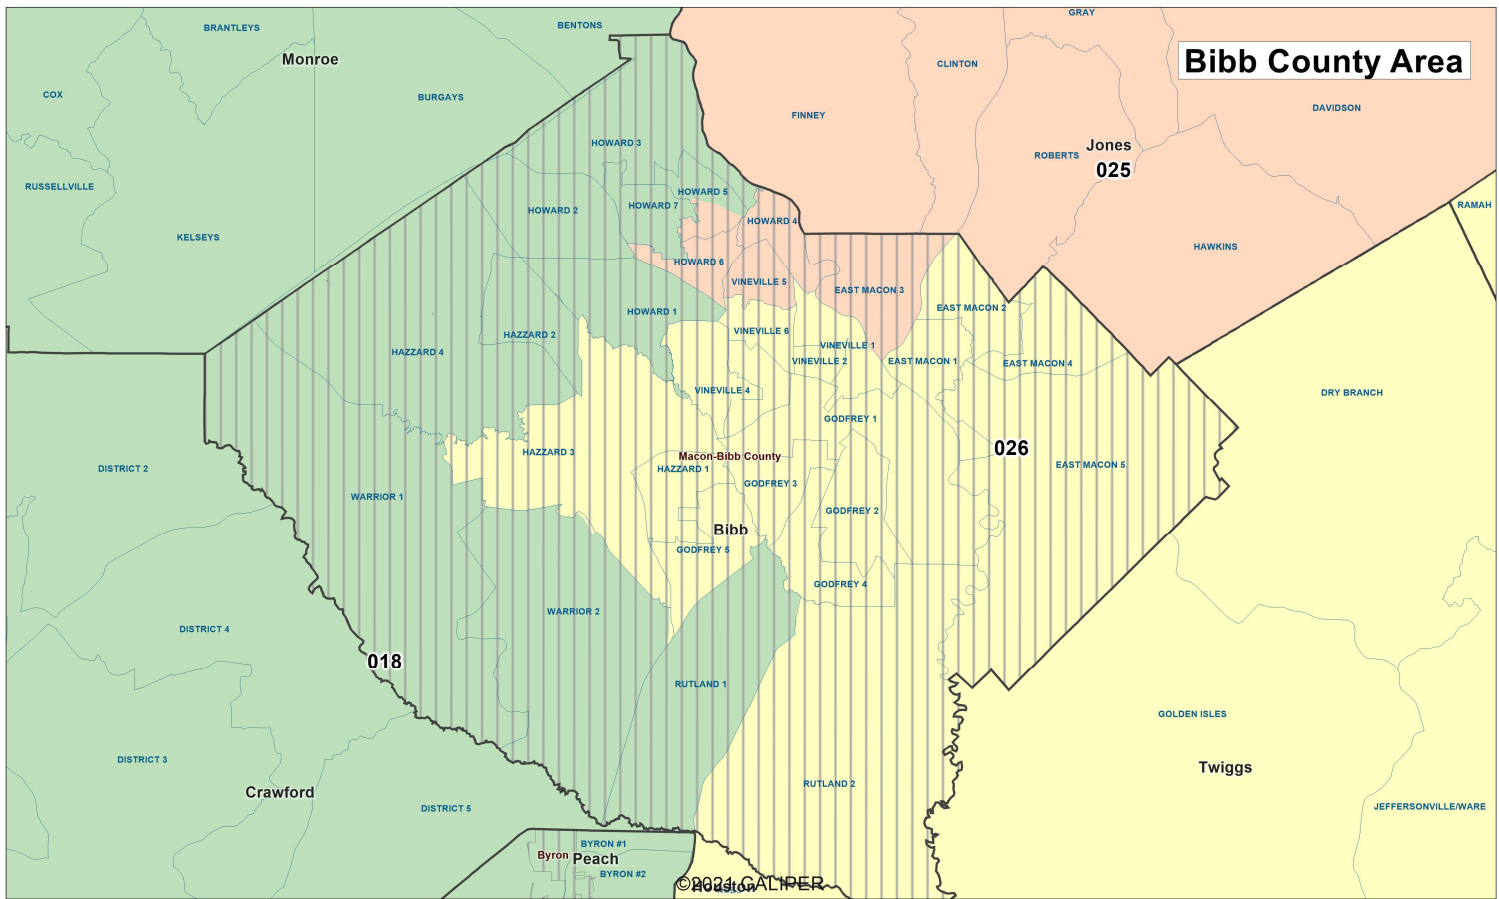 GRAY
BRANTLEYS
BENTONS
Monroe
Bibb County Area
CLINTON
COX
BURGAYS
DAVIDSON
FINNEY
HOWARD 3
Jones
ROBERTS
025
RUSSELLVILLE
HOWARD 5
RAMAH
HOWARD 7
HOWARD 2
HOWARD 4
KELSEYS
HAWKINS
HOWARD 6
VINEVILLE 5
EAST MACON 3
EAST MACON 2
HOWARD 1
VINEVILLE 6
HAZZARD 2
VINEVILLE 1
HAZZARD 4
VINEVILLE 2
EAST MACON 1
EAST MACON 4
VINEVILLE 4
DRY BRANCH
GODFREY 1
026
HAZZARD 3
Macon-Bibb County
EAST MACON 5
DISTRICT 2
HAZZARD 1
GODFREY 3
WARRIOR 1
GODFREY 2
Bibb
GODFREY 5
GODFREY 4
WARRIOR 2
DISTRICT 4
018
RUTLAND 1
GOLDEN ISLES
DISTRICT 3
Twiggs
RUTLAND 2
Crawford
DISTRICT 5
JEFFERSONVILLE/WARE
BYRON #1
Byron
Peach
BYRON #2
©2021 CALIPER
Houston